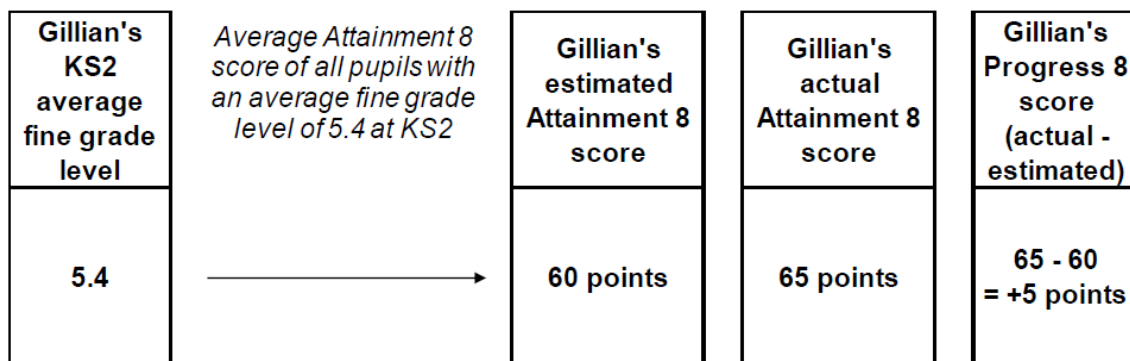 Gillian's
KS2
average
fine grade
level
Average Attainment 8
score of all pupils with
an average fine grade
level of 5.4 at KS2
Gillian's
estimated
Attainment 8
score
Gillian's
actual
Attainment 8
score
Gillian's
Progress 8
score
(actual -
estimated)
5.4
60 points
65 points
65 - 60
= +5 points